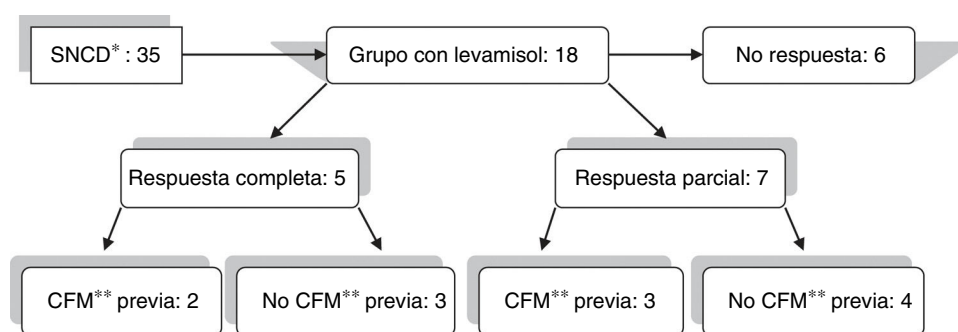 SNCD* : 35
Grupo con levamisol: 18
No respuesta: 6
Respuesta completa: 5
Respuesta parcial: 7
CFM** previa: 2
No CFM** previa: 3
CFM** previa: 3
No CFM** previa: 4